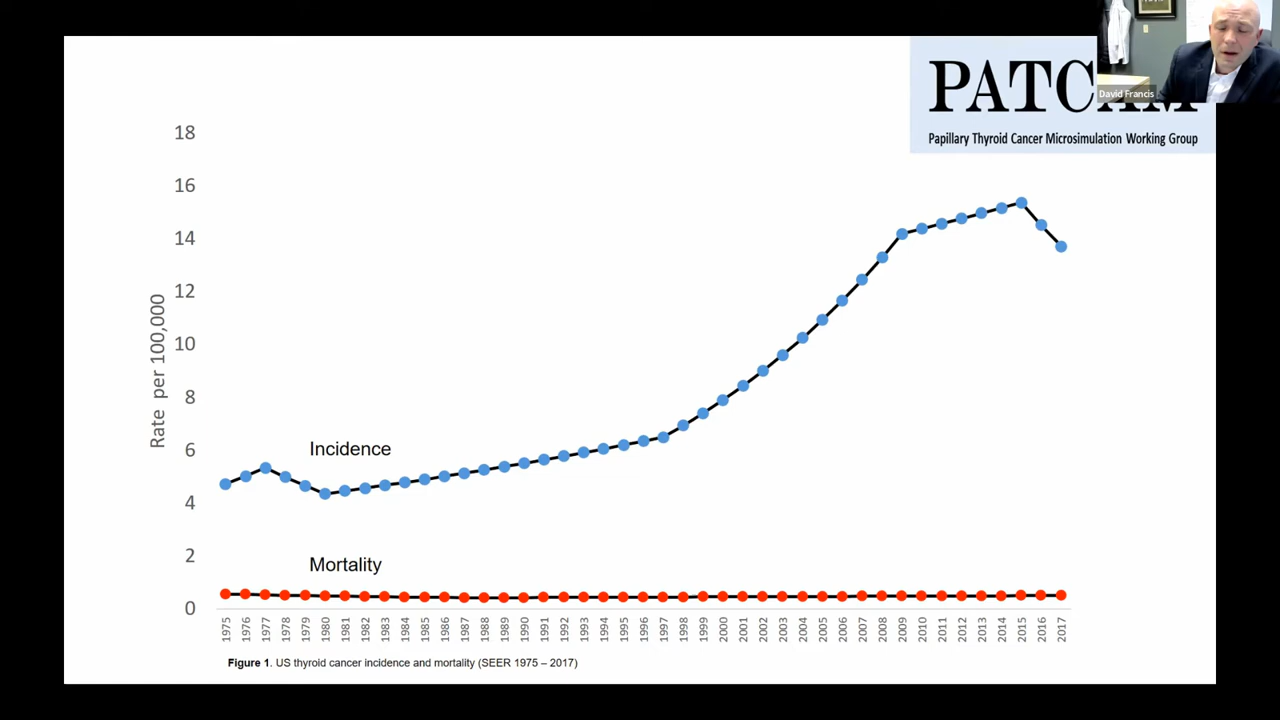 PATCAM
David Francis
Papillary Thyroid Cancer Microsimulation Working Group
18
16
14
12
10
8
6
4
2
0
Rate per 100,000
Incidence
Mortality
1975 1976 1977 1978 1979 1980 1981 1982 1983 1984 1985 1986 1987 1988 1989 1990 1991 1992 1993 1994 1995 1996 1997 1998 1999 2000 2001 2002 2003 2004 2005 2006 2007 2008 2009 2010 2011 2012 2013 2014 2015 2016 2017
Figure 1. US thyroid cancer incidence and mortality (SEER 1975 – 2017)